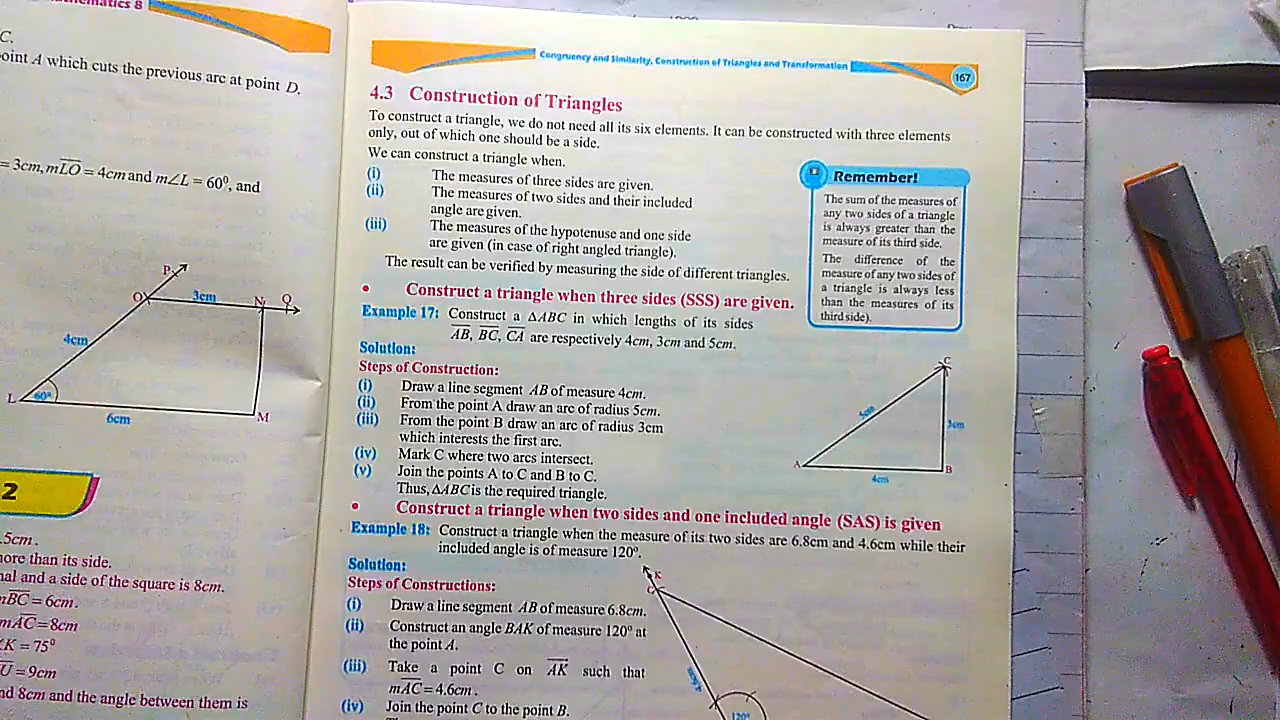 thematics 8
C.
oint A which cuts the previous arc at point D.
= 3cm, mLO = 4cm and m∠L = 60⁰, and
P
O
3cm
N
Q
4cm
L
60⁰
6cm
M
2
.5cm.
more than its side.
nal and a side of the square is 8cm.
mBC = 6cm.
mAC = 8cm
K = 75⁰
U = 9cm
nd 8cm and the angle between them is
Congruency and Similarity, Construction of Triangles and Transformation
167
4.3 Construction of Triangles
To construct a triangle, we do not need all its six elements. It can be constructed with three elements
only, out of which one should be a side.
We can construct a triangle when.
(i) The measures of three sides are given.
(ii) The measures of two sides and their included
angle are given.
(iii) The measures of the hypotenuse and one side
are given (in case of right angled triangle).
The result can be verified by measuring the side of different triangles.
Remember!
The sum of the measures of
any two sides of a triangle
is always greater than the
measure of its third side.
The difference of the
measure of any two sides of
a triangle is always less
than the measures of its
third side).
• Construct a triangle when three sides (SSS) are given.
Example 17: Construct a ΔABC in which lengths of its sides
AB, BC, CA are respectively 4cm, 3cm and 5cm.
Solution:
Steps of Construction:
(i) Draw a line segment AB of measure 4cm.
(ii) From the point A draw an arc of radius 5cm.
(iii) From the point B draw an arc of radius 3cm
which interests the first arc.
(iv) Mark C where two arcs intersect.
(v) Join the points A to C and B to C.
Thus, ΔABC is the required triangle.
C
5cm
3cm
A
B
4cm
• Construct a triangle when two sides and one included angle (SAS) is given
Example 18: Construct a triangle when the measure of its two sides are 6.8cm and 4.6cm while their
included angle is of measure 120⁰.
Solution:
Steps of Constructions:
(i) Draw a line segment AB of measure 6.8cm.
(ii) Construct an angle BAK of measure 120⁰ at
the point A.
(iii) Take a point C on AK such that
mAC = 4.6cm.
(iv) Join the point C to the point B.
K
C
120⁰